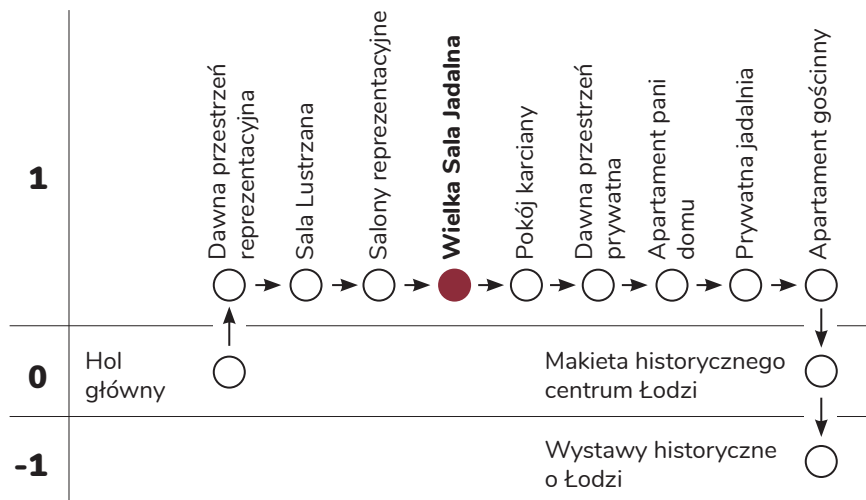 1
Dawna przestrzeń
reprezentacyjna
Sala Lustrzana
Salony reprezentacyjne
Wielka Sala Jadalna
Pokój karciany
Dawna przestrzeń
prywatna
Apartament pani
domu
Prywatna jadalnia
Apartament gościnny
0
Hol
główny
Makieta historycznego
centrum Łodzi
-1
Wystawy historyczne
o Łodzi